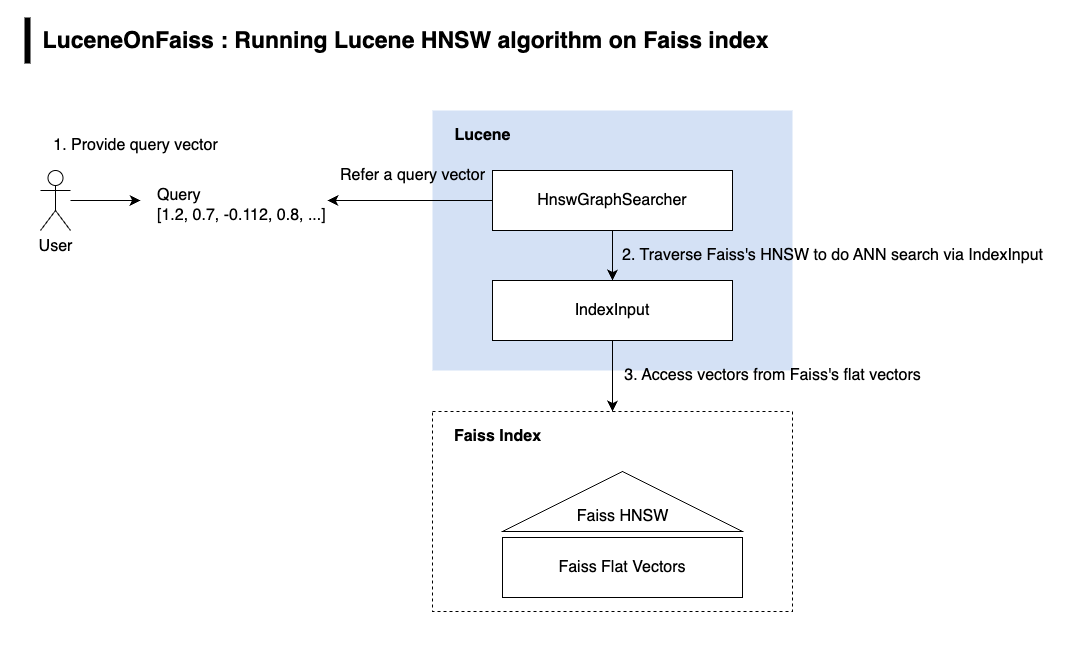 LuceneOnFaiss : Running Lucene HNSW algorithm on Faiss index
1. Provide query vector
User
Query
[1.2, 0.7, -0.112, 0.8, ...]
Refer a query vector
Lucene
HnswGraphSearcher
2. Traverse Faiss's HNSW to do ANN search via IndexInput
IndexInput
3. Access vectors from Faiss's flat vectors
Faiss Index
Faiss HNSW
Faiss Flat Vectors